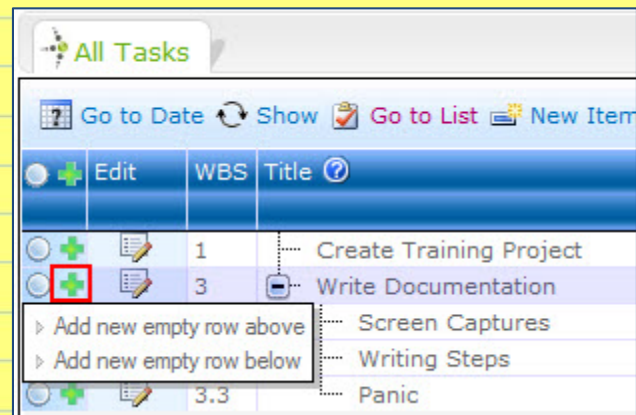 All Tasks
Go to Date Show Go to List New Item
Edit WBS Title
1 Create Training Project
3 Write Documentation
Add new empty row above Screen Captures
Add new empty row below Writing Steps
3.3 Panic